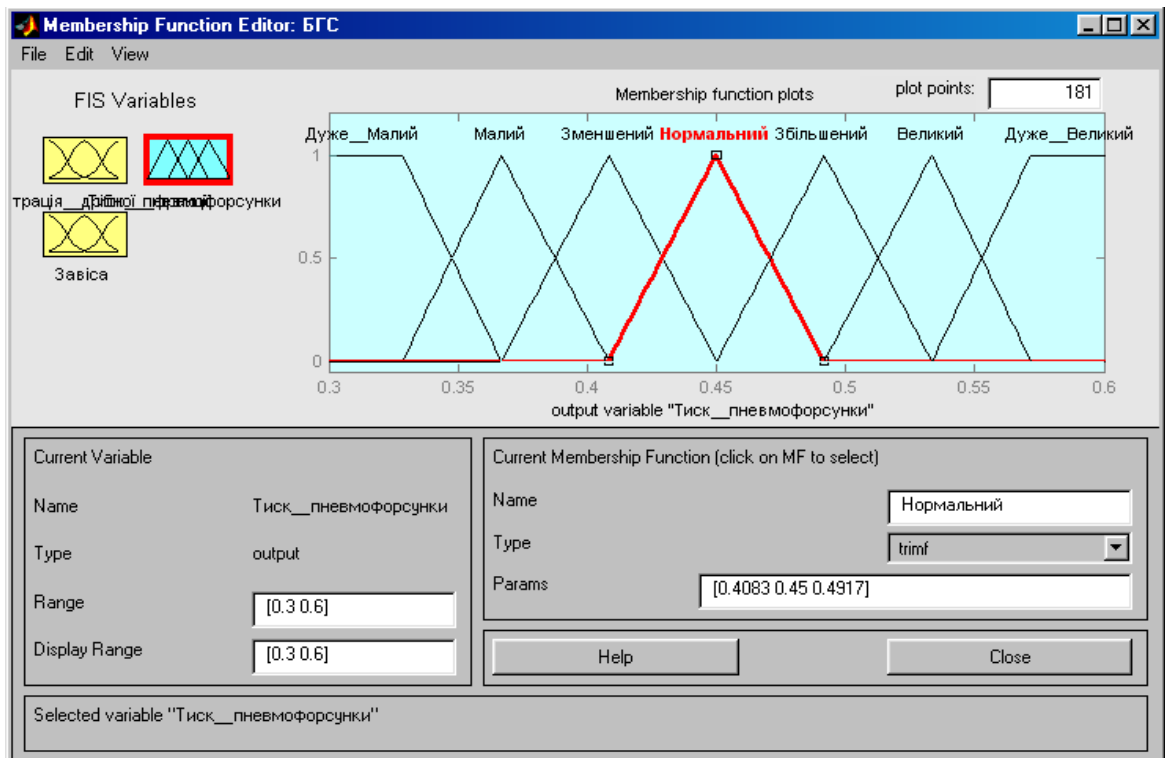 Membership Function Editor: БГС
File Edit View
FIS Variables
Membership function plots
plot points:
181
Дуже__Малий Малий Зменшений Нормальний Збільшений Великий Дуже__Великий
1
0.5
0
0.3 0.35 0.4 0.45 0.5 0.55 0.6
output variable "Тиск__пневмофорсунки"
Завіса
Current Variable
Name Тиск__пневмофорсунки
Type output
Range [0.3 0.6]
Display Range [0.3 0.6]
Current Membership Function (click on MF to select)
Name Нормальний
Type trimf
Params [0.4083 0.45 0.4917]
Help Close
Selected variable "Тиск__пневмофорсунки"